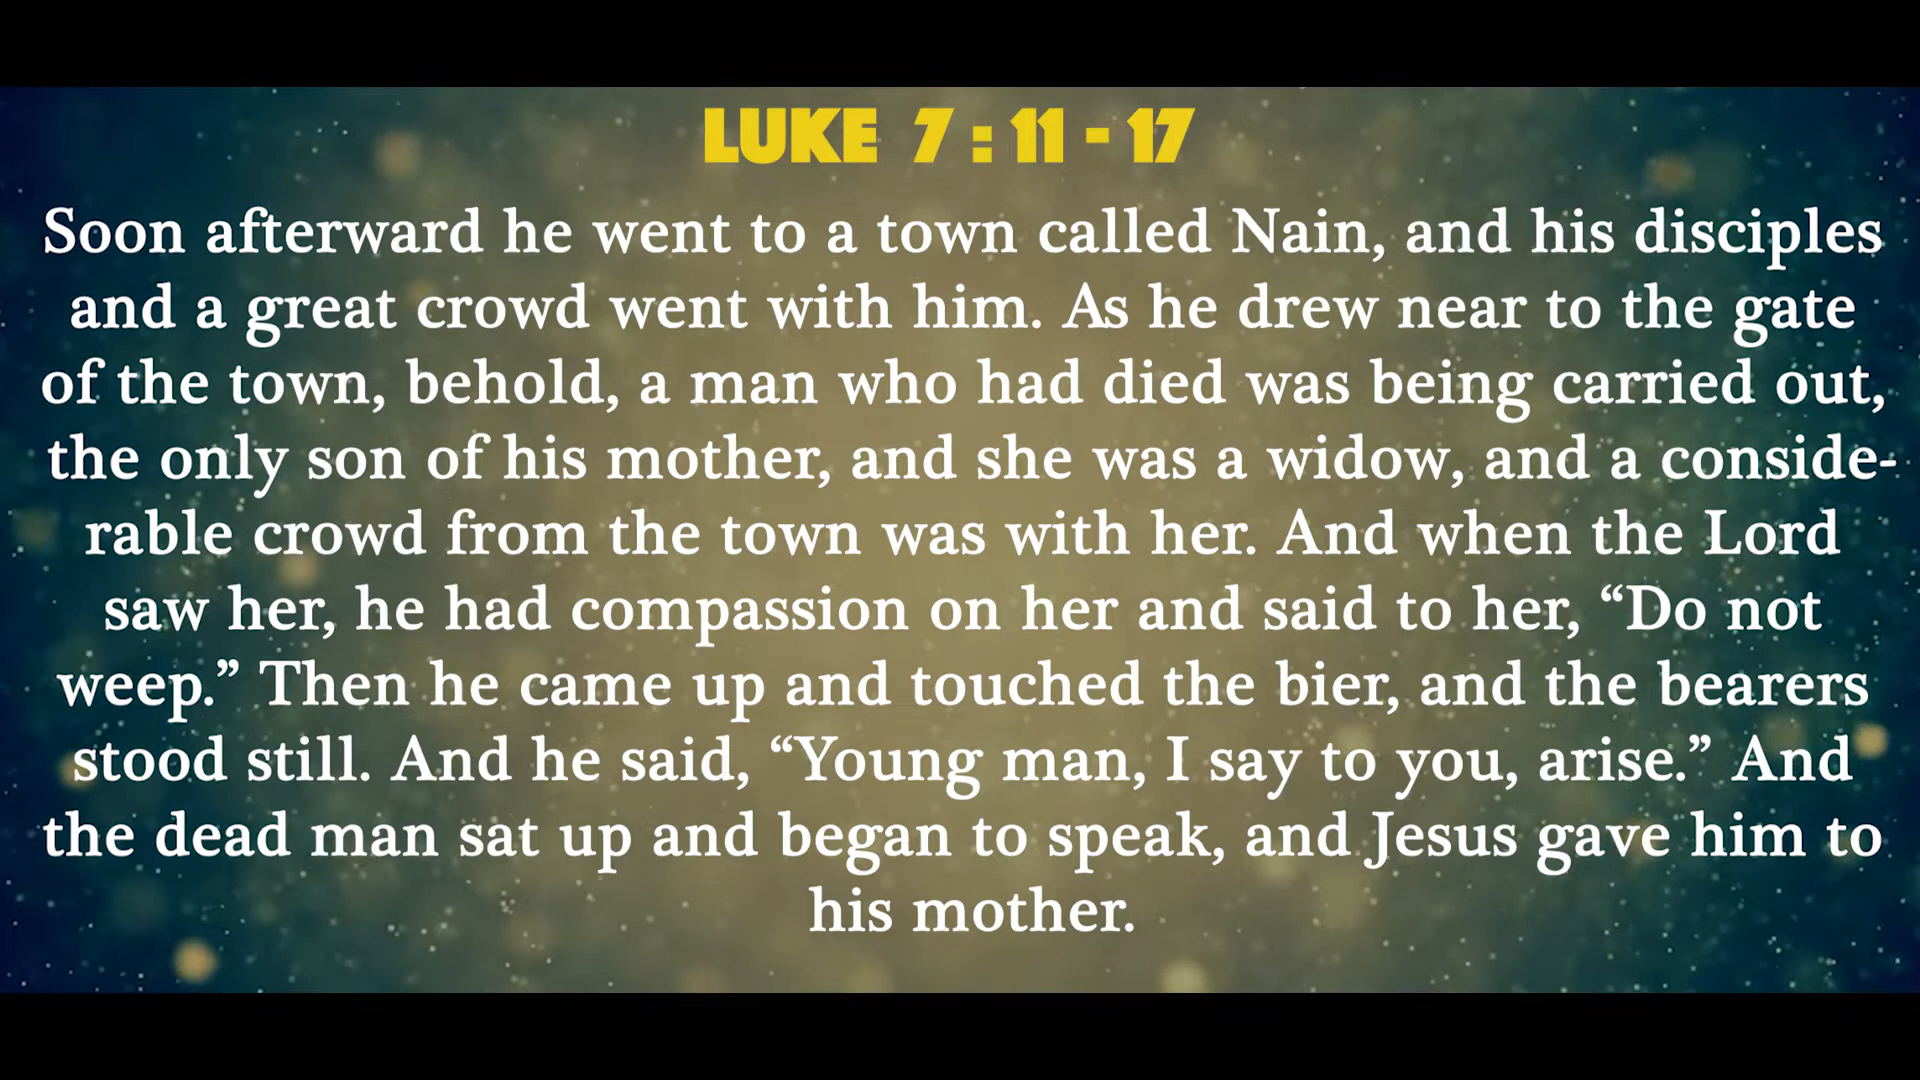 LUKE 7 : 11 - 17
Soon afterward he went to a town called Nain, and his disciples
and a great crowd went with him. As he drew near to the gate
of the town, behold, a man who had died was being carried out,
the only son of his mother, and she was a widow, and a conside-
rable crowd from the town was with her. And when the Lord
saw her, he had compassion on her and said to her, “Do not
weep.” Then he came up and touched the bier, and the bearers
stood still. And he said, “Young man, I say to you, arise.” And
the dead man sat up and began to speak, and Jesus gave him to
his mother.